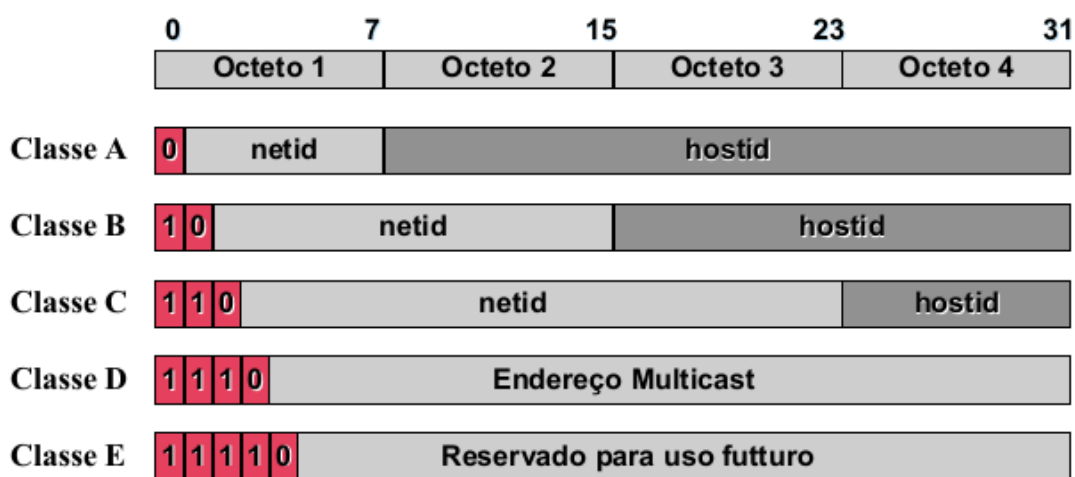 0 7 15 23 31
Octeto 1 Octeto 2 Octeto 3 Octeto 4
Classe A 0 netid hostid
Classe B 1 0 netid hostid
Classe C 1 1 0 netid hostid
Classe D 1 1 1 0 Endereço Multicast
Classe E 1 1 1 1 0 Reservado para uso futturo